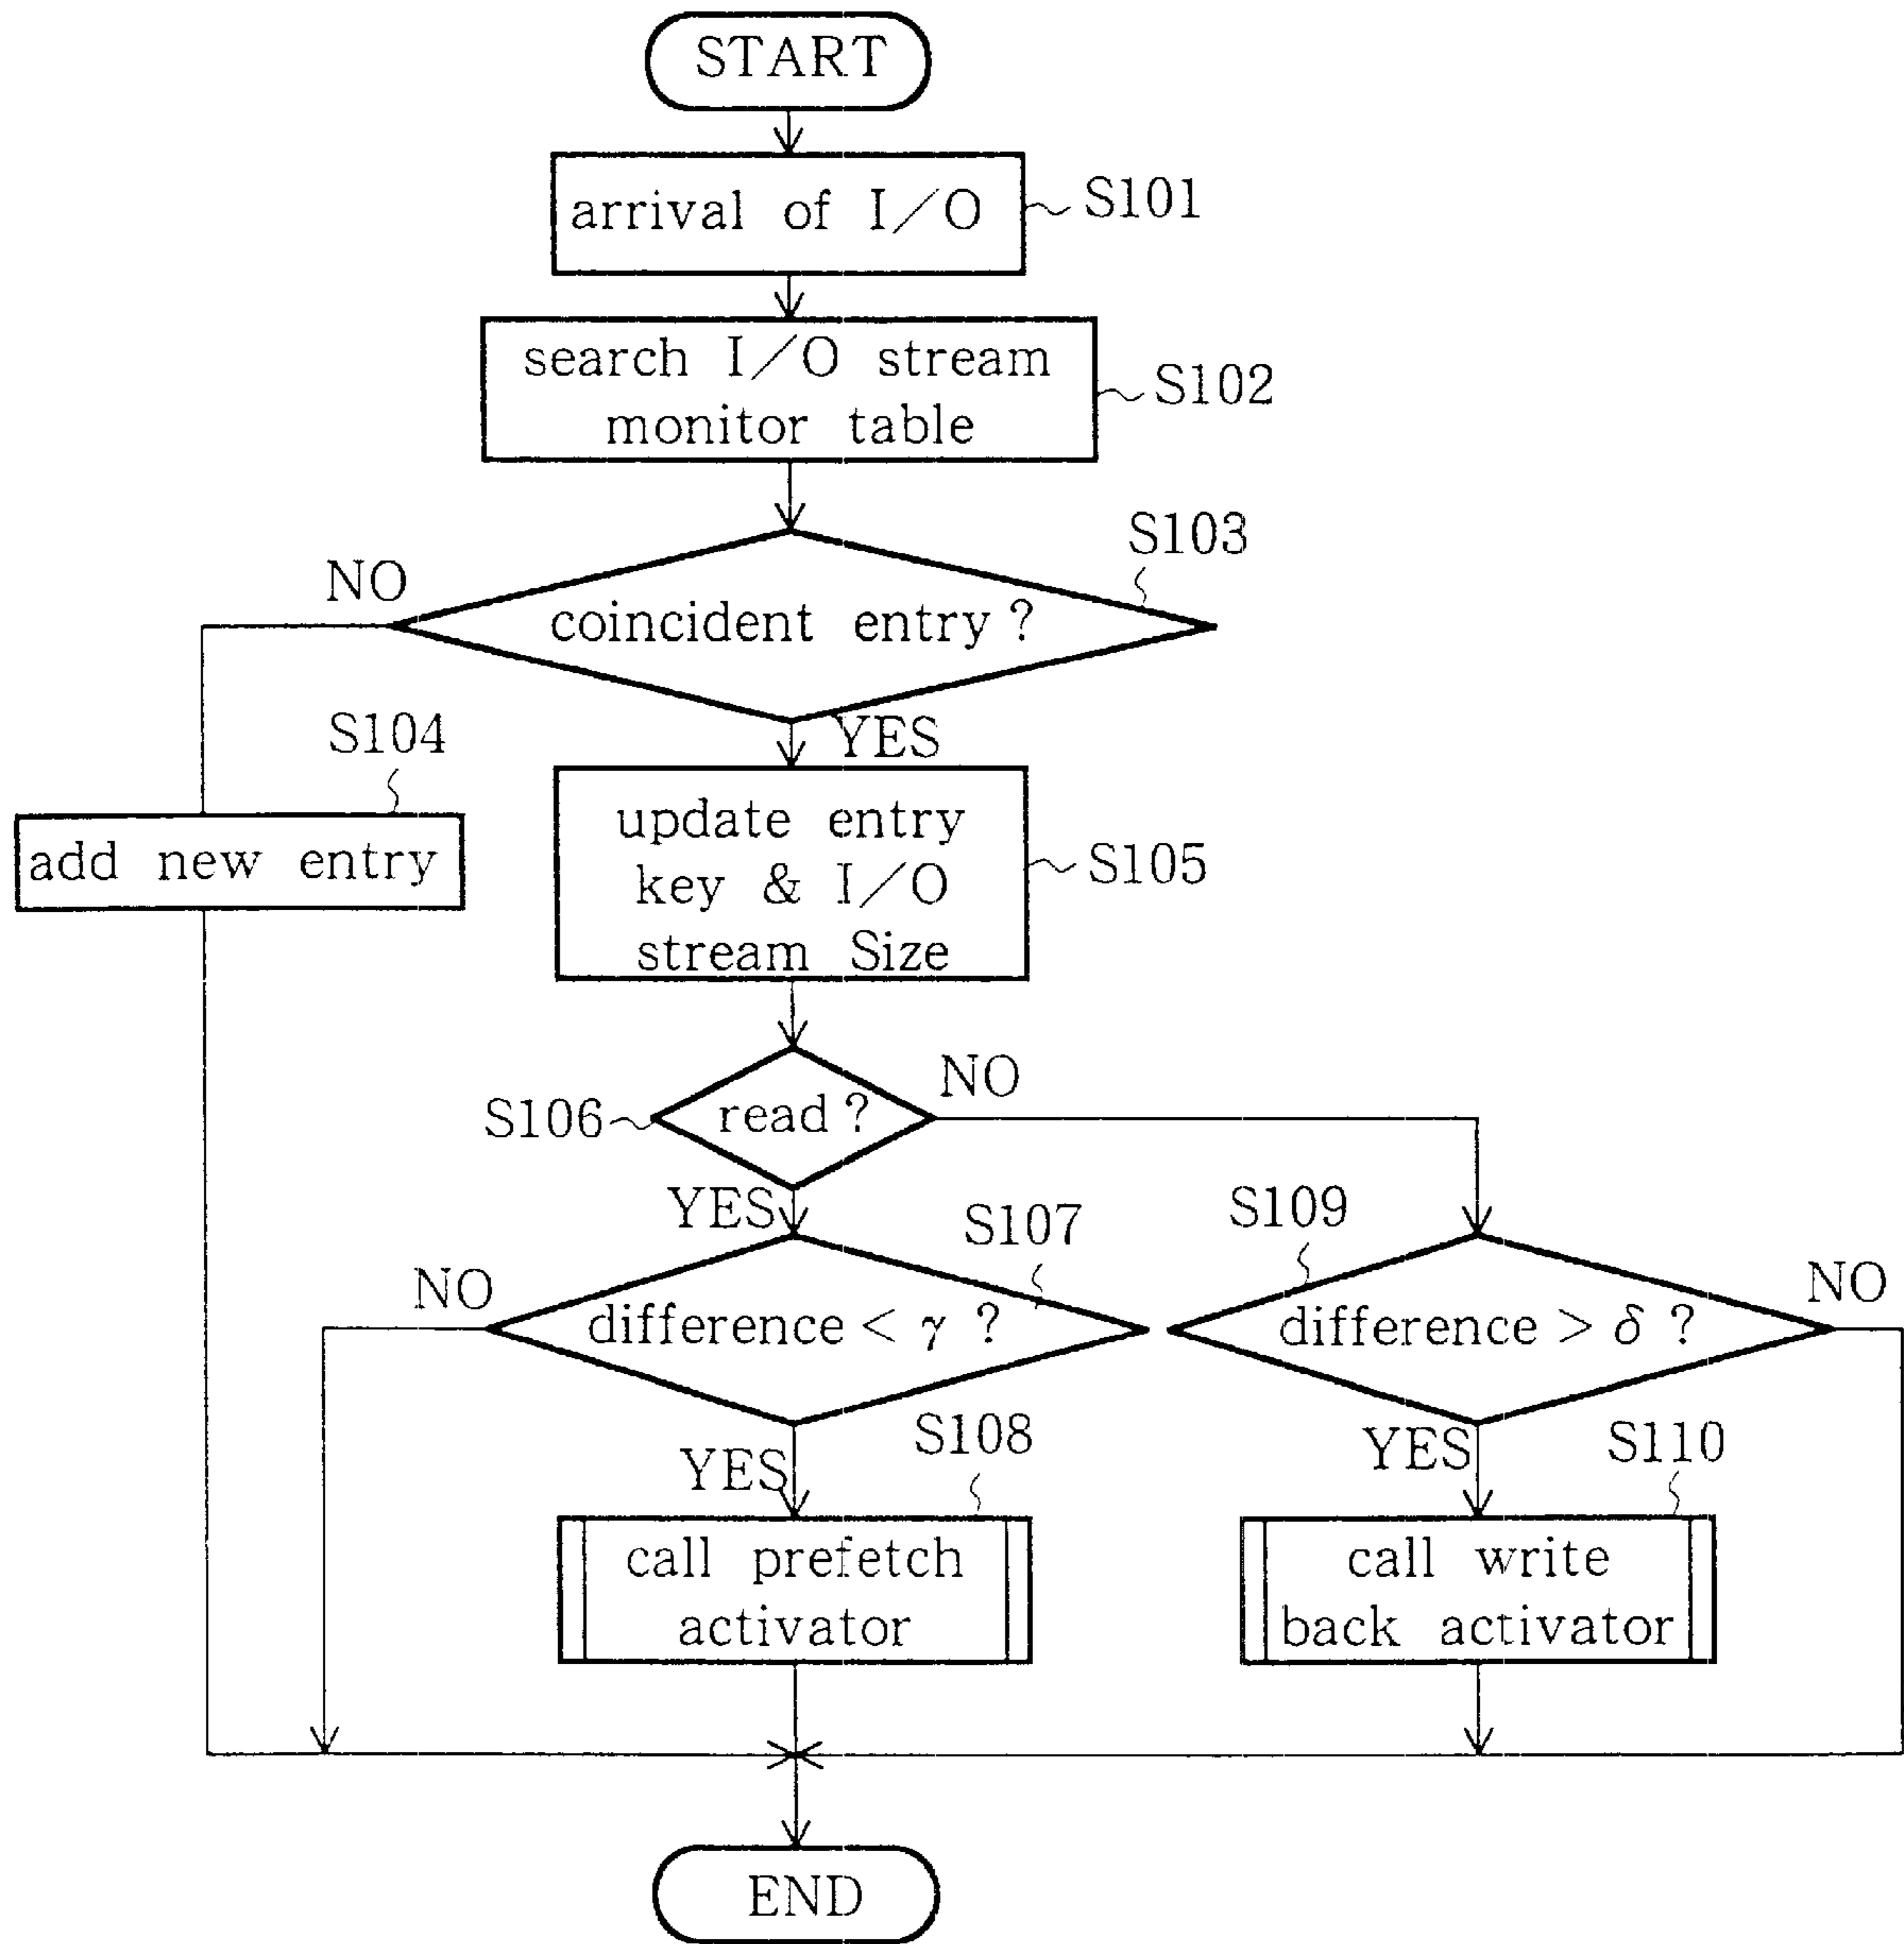 START
arrival of I/O
S101
search I/O stream
monitor table
S102
S103
NO
coincident entry?
YES
S104
add new entry
update entry
key & I/O
stream Size
S105
read?
S106
NO
YES
S107
NO
difference < γ ?
S109
difference > δ ?
NO
YES
S108
call prefetch
activator
YES
S110
call write
back activator
END